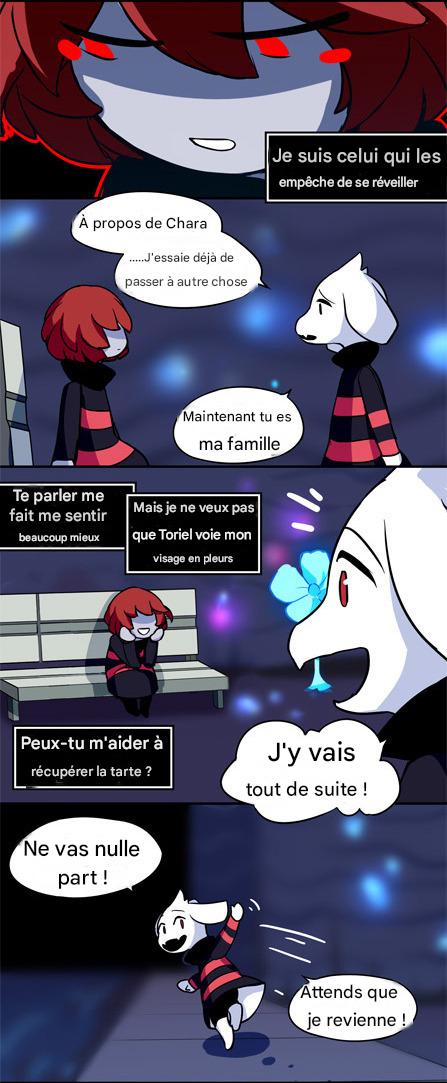 Je suis celui qui les
empêche de se réveiller
À propos de Chara
.....J'essaie déjà de
passer à autre chose
Maintenant tu es
ma famille
Te parler me
fait me sentir
beaucoup mieux
Mais je ne veux pas
que Toriel voie mon
visage en pleurs
Peux-tu m'aider à
récupérer la tarte ?
J'y vais
tout de suite !
Ne vas nulle
part !
Attends que
je revienne !